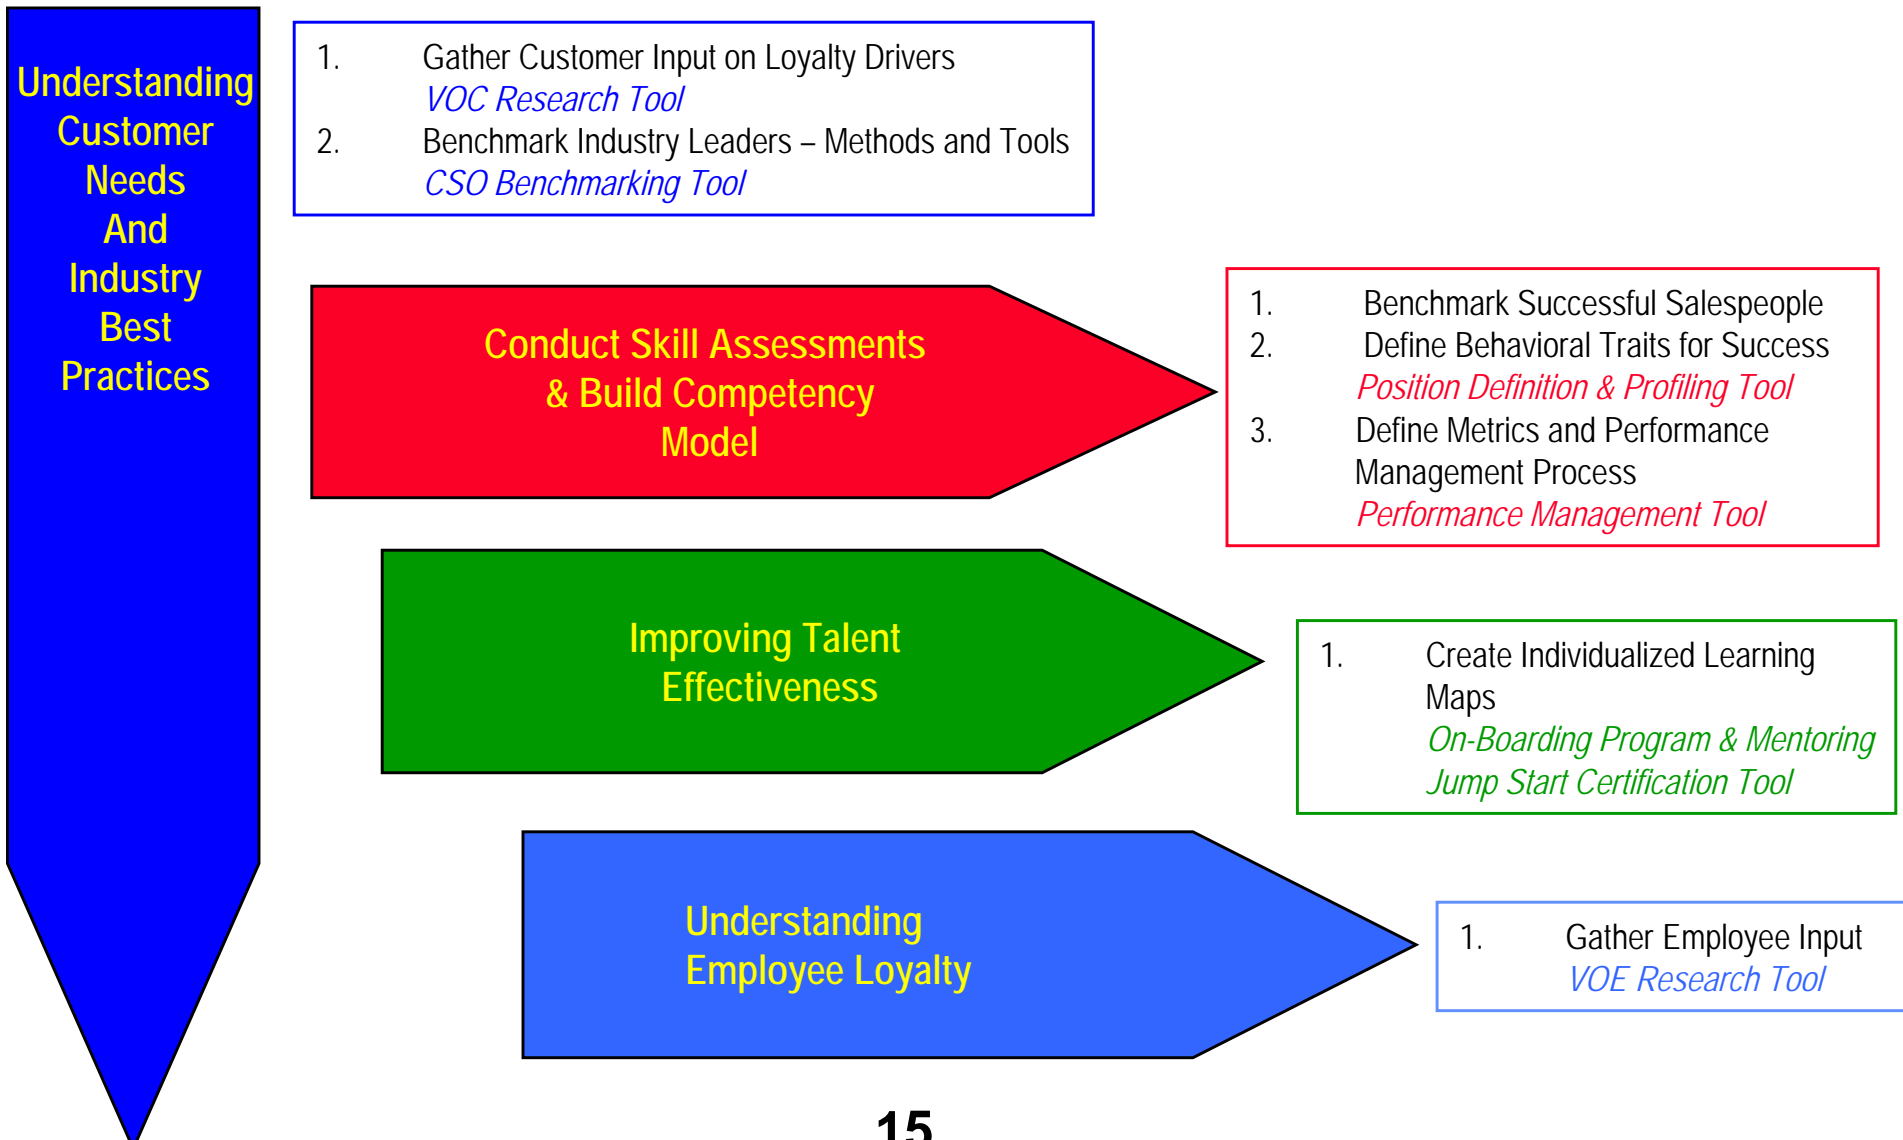 Understanding
Customer
Needs
And
Industry
Best
Practices
1. Gather Customer Input on Loyalty Drivers
VOC Research Tool
2. Benchmark Industry Leaders – Methods and Tools
CSO Benchmarking Tool
Conduct Skill Assessments
& Build Competency
Model
1. Benchmark Successful Salespeople
2. Define Behavioral Traits for Success
Position Definition & Profiling Tool
3. Define Metrics and Performance
Management Process
Performance Management Tool
Improving Talent
Effectiveness
1. Create Individualized Learning
Maps
On-Boarding Program & Mentoring
Jump Start Certification Tool
Understanding
Employee Loyalty
1. Gather Employee Input
VOE Research Tool
15